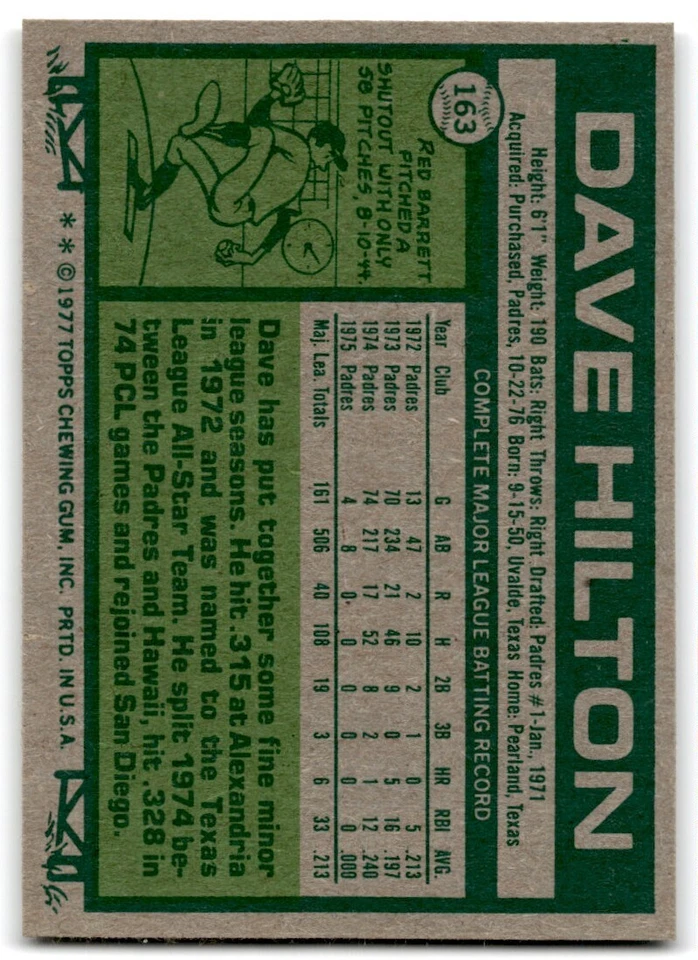 163
DAVE HILTON
Height: 6'1" Weight: 190 Bats: Right Throws: Right Drafted: Padres #1-Jan., 1971
Acquired: Purchased, Padres, 10-22-76 Born: 9-15-50, Uvalde, Texas Home: Pearland, Texas
COMPLETE MAJOR LEAGUE BATTING RECORD
Year Club G AB R H 2B 3B HR RBI AVG.
1972 Padres 13 47 2 10 2 1 0 5 .213
1973 Padres 70 234 21 46 9 0 5 16 .197
1974 Padres 74 217 17 52 8 2 1 12 .240
1975 Padres 4 8 0 0 0 0 0 0 .000
Maj. Lea. Totals 161 506 40 108 19 3 6 33 .213
RED BARRETT
PITCHED A
SHUTOUT WITH ONLY
58 PITCHES, 8-10-44.
Dave has put together some fine minor
league seasons. He hit .315 at Alexandria
in 1972 and was named to the Texas
League All-Star Team. He split 1974 be-
tween the Padres and Hawaii, hit .328 in
74 PCL games and rejoined San Diego.
* * © 1977 TOPPS CHEWING GUM, INC. PRTD. IN U.S.A.